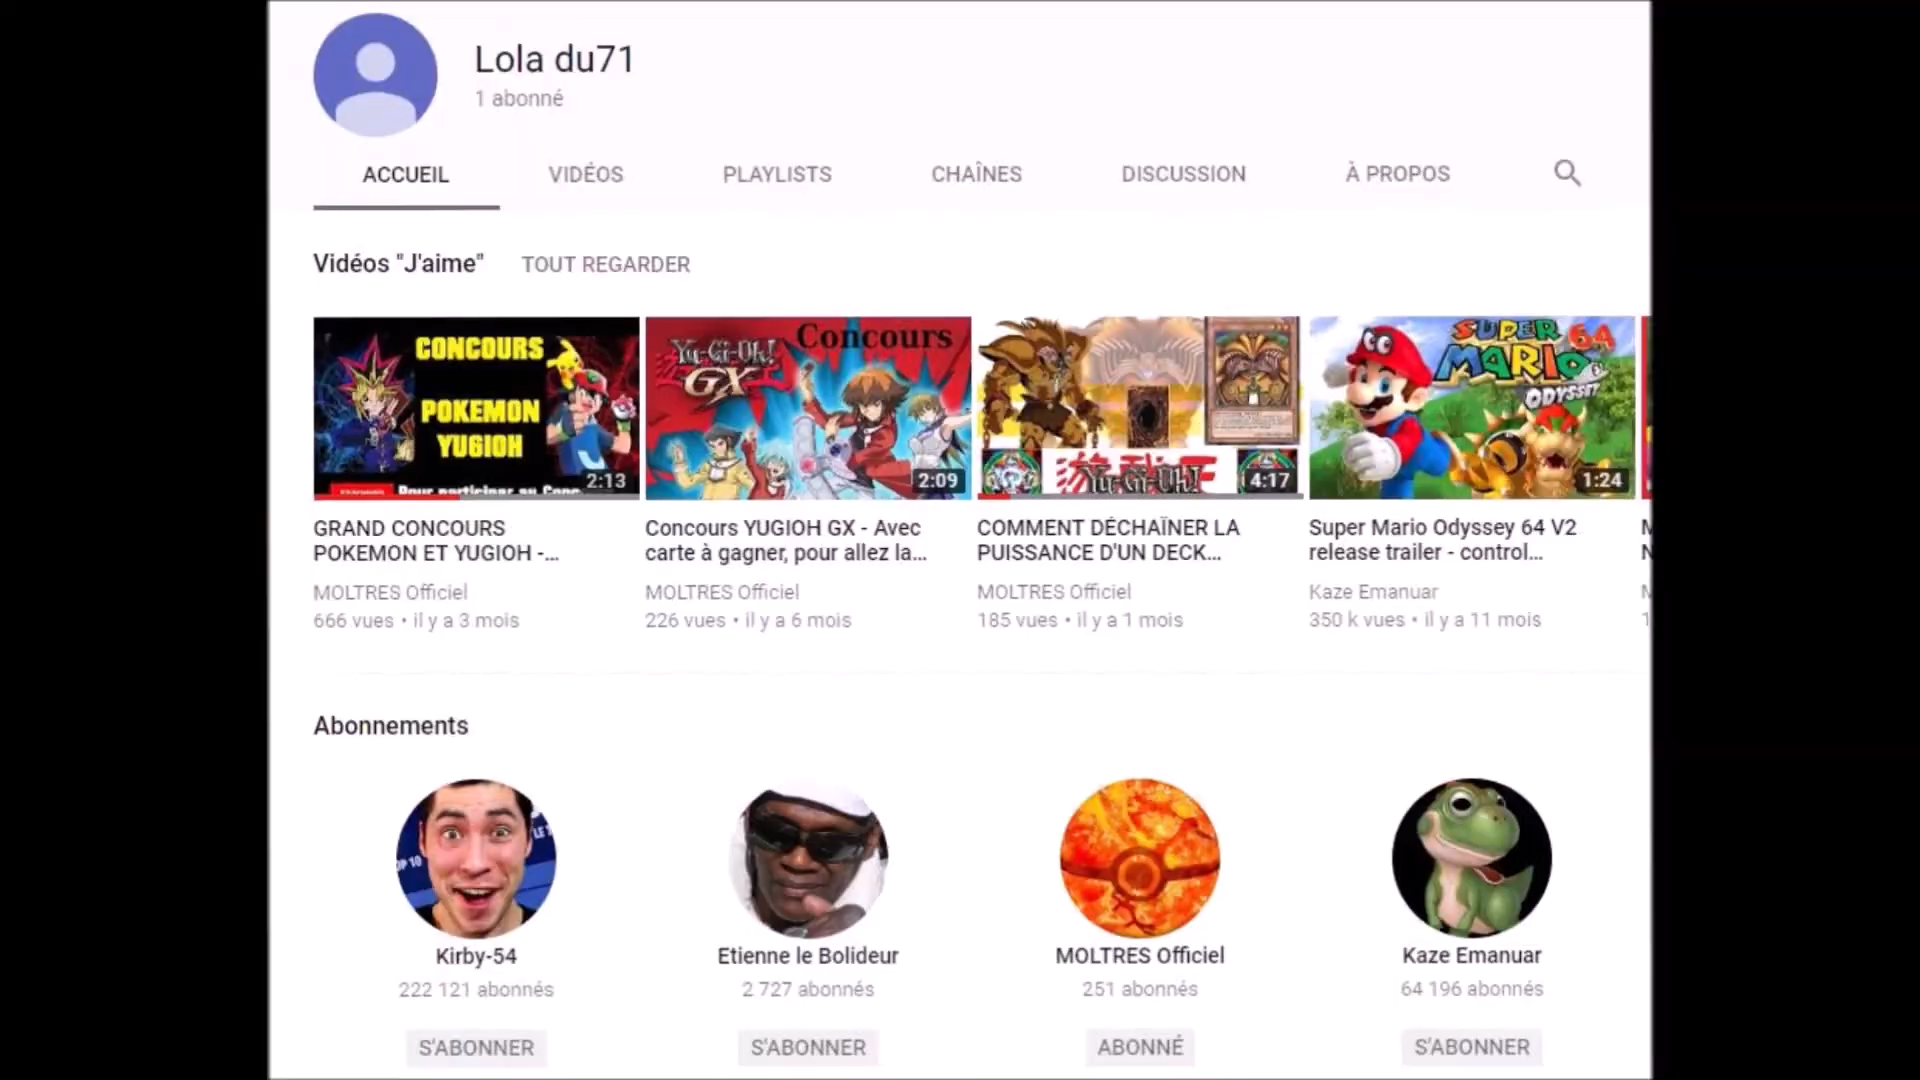 Lola du71
1 abonné
ACCUEIL
VIDÉOS
PLAYLISTS
CHAÎNES
DISCUSSION
À PROPOS
Vidéos "J'aime"
TOUT REGARDER
CONCOURS
POKEMON
YUGIOH
2:13
Concours
Yu-Gi-Oh!
GX
2:09
Yu-Gi-Oh!
4:17
SUPER
MARIO
64
ODYSSEY
1:24
GRAND CONCOURS
POKEMON ET YUGIOH -...
MOLTRES Officiel
666 vues • il y a 3 mois
Concours YUGIOH GX - Avec
carte à gagner, pour allez la...
MOLTRES Officiel
226 vues • il y a 6 mois
COMMENT DÉCHAÏNER LA
PUISSANCE D'UN DECK...
MOLTRES Officiel
185 vues • il y a 1 mois
Super Mario Odyssey 64 V2
release trailer - control...
Kaze Emanuar
350 k vues • il y a 11 mois
Abonnements
Kirby-54
222 121 abonnés
S'ABONNER
Etienne le Bolideur
2 727 abonnés
S'ABONNER
MOLTRES Officiel
251 abonnés
ABONNÉ
Kaze Emanuar
64 196 abonnés
S'ABONNER